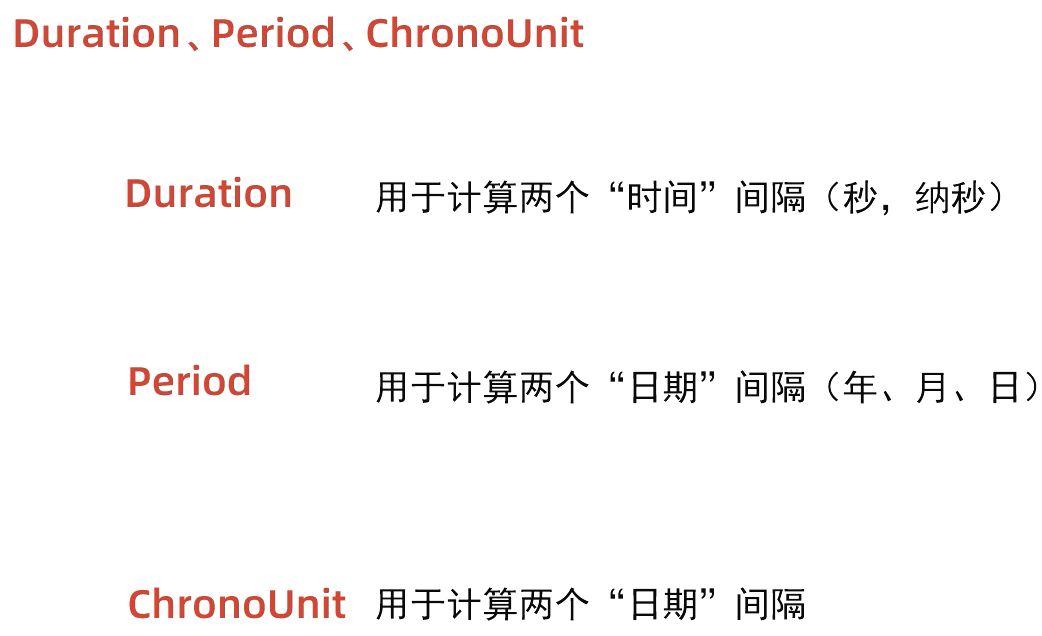 Duration、Period、ChronoUnit
Duration 用于计算两个“时间”间隔（秒，纳秒）
Period 用于计算两个“日期”间隔（年、月、日）
ChronoUnit 用于计算两个“日期”间隔